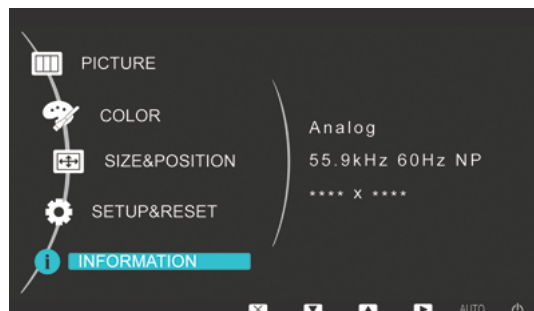 PICTURE
COLOR
SIZE&POSITION
SETUP&RESET
INFORMATION
Analog
55.9kHz 60Hz NP
**** x ****
AUTO